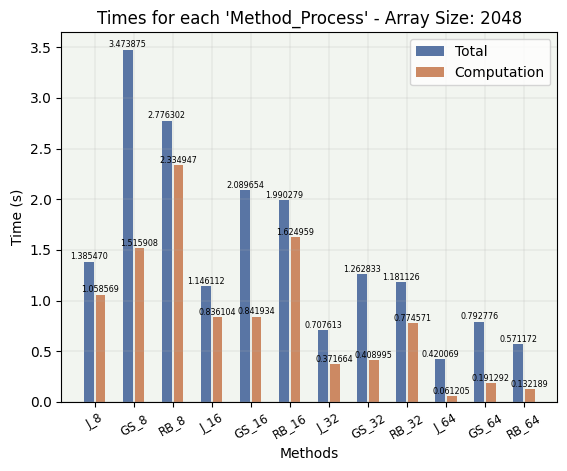 Times for each 'Method_Process' - Array Size: 2048
Total
Computation
Time (s)
3.5
3.0
2.5
2.0
1.5
1.0
0.5
0.0
1.385470
1.058569
3.473875
1.515908
2.776302
2.334947
1.146112
0.836104
2.089654
0.841934
1.990279
1.624959
0.707613
0.371664
1.262833
0.408995
1.181126
0.774571
0.420069
0.061205
0.792776
0.191292
0.571172
0.132189
J_8
GS_8
RB_8
J_16
GS_16
RB_16
J_32
GS_32
RB_32
J_64
GS_64
RB_64
Methods